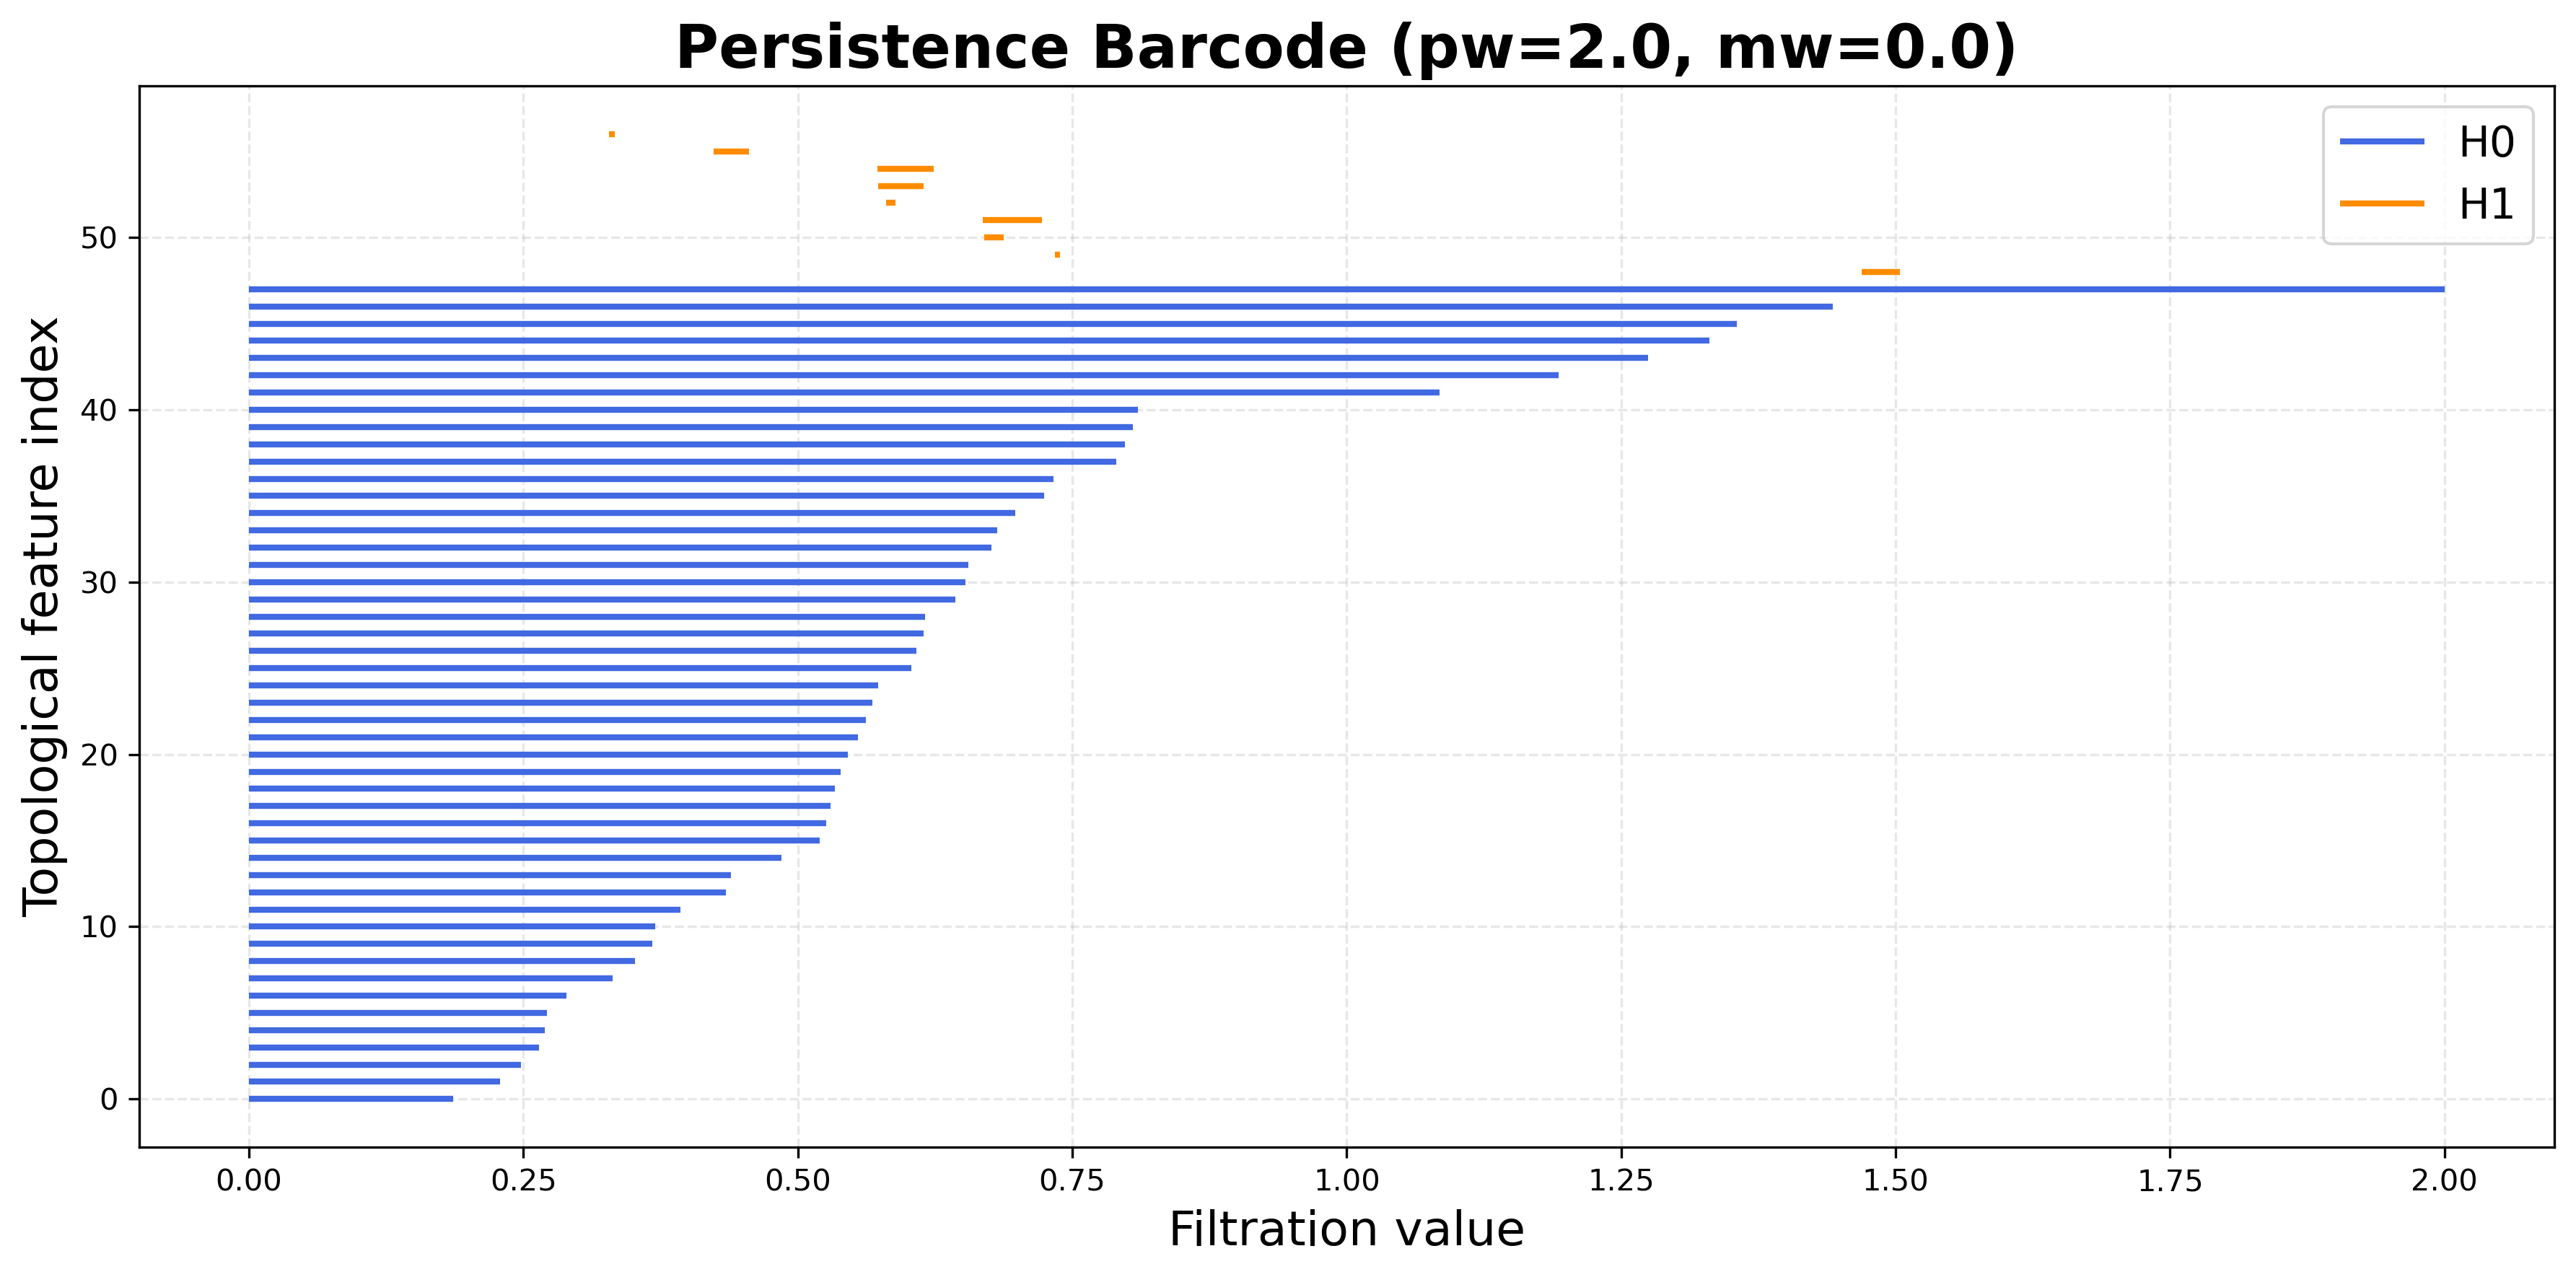 Persistence Barcode (pw=2.0, mw=0.0)
H0
H1
Topological feature index
50
40
30
20
10
0
0.00 0.25 0.50 0.75 1.00 1.25 1.50 1.75 2.00
Filtration value